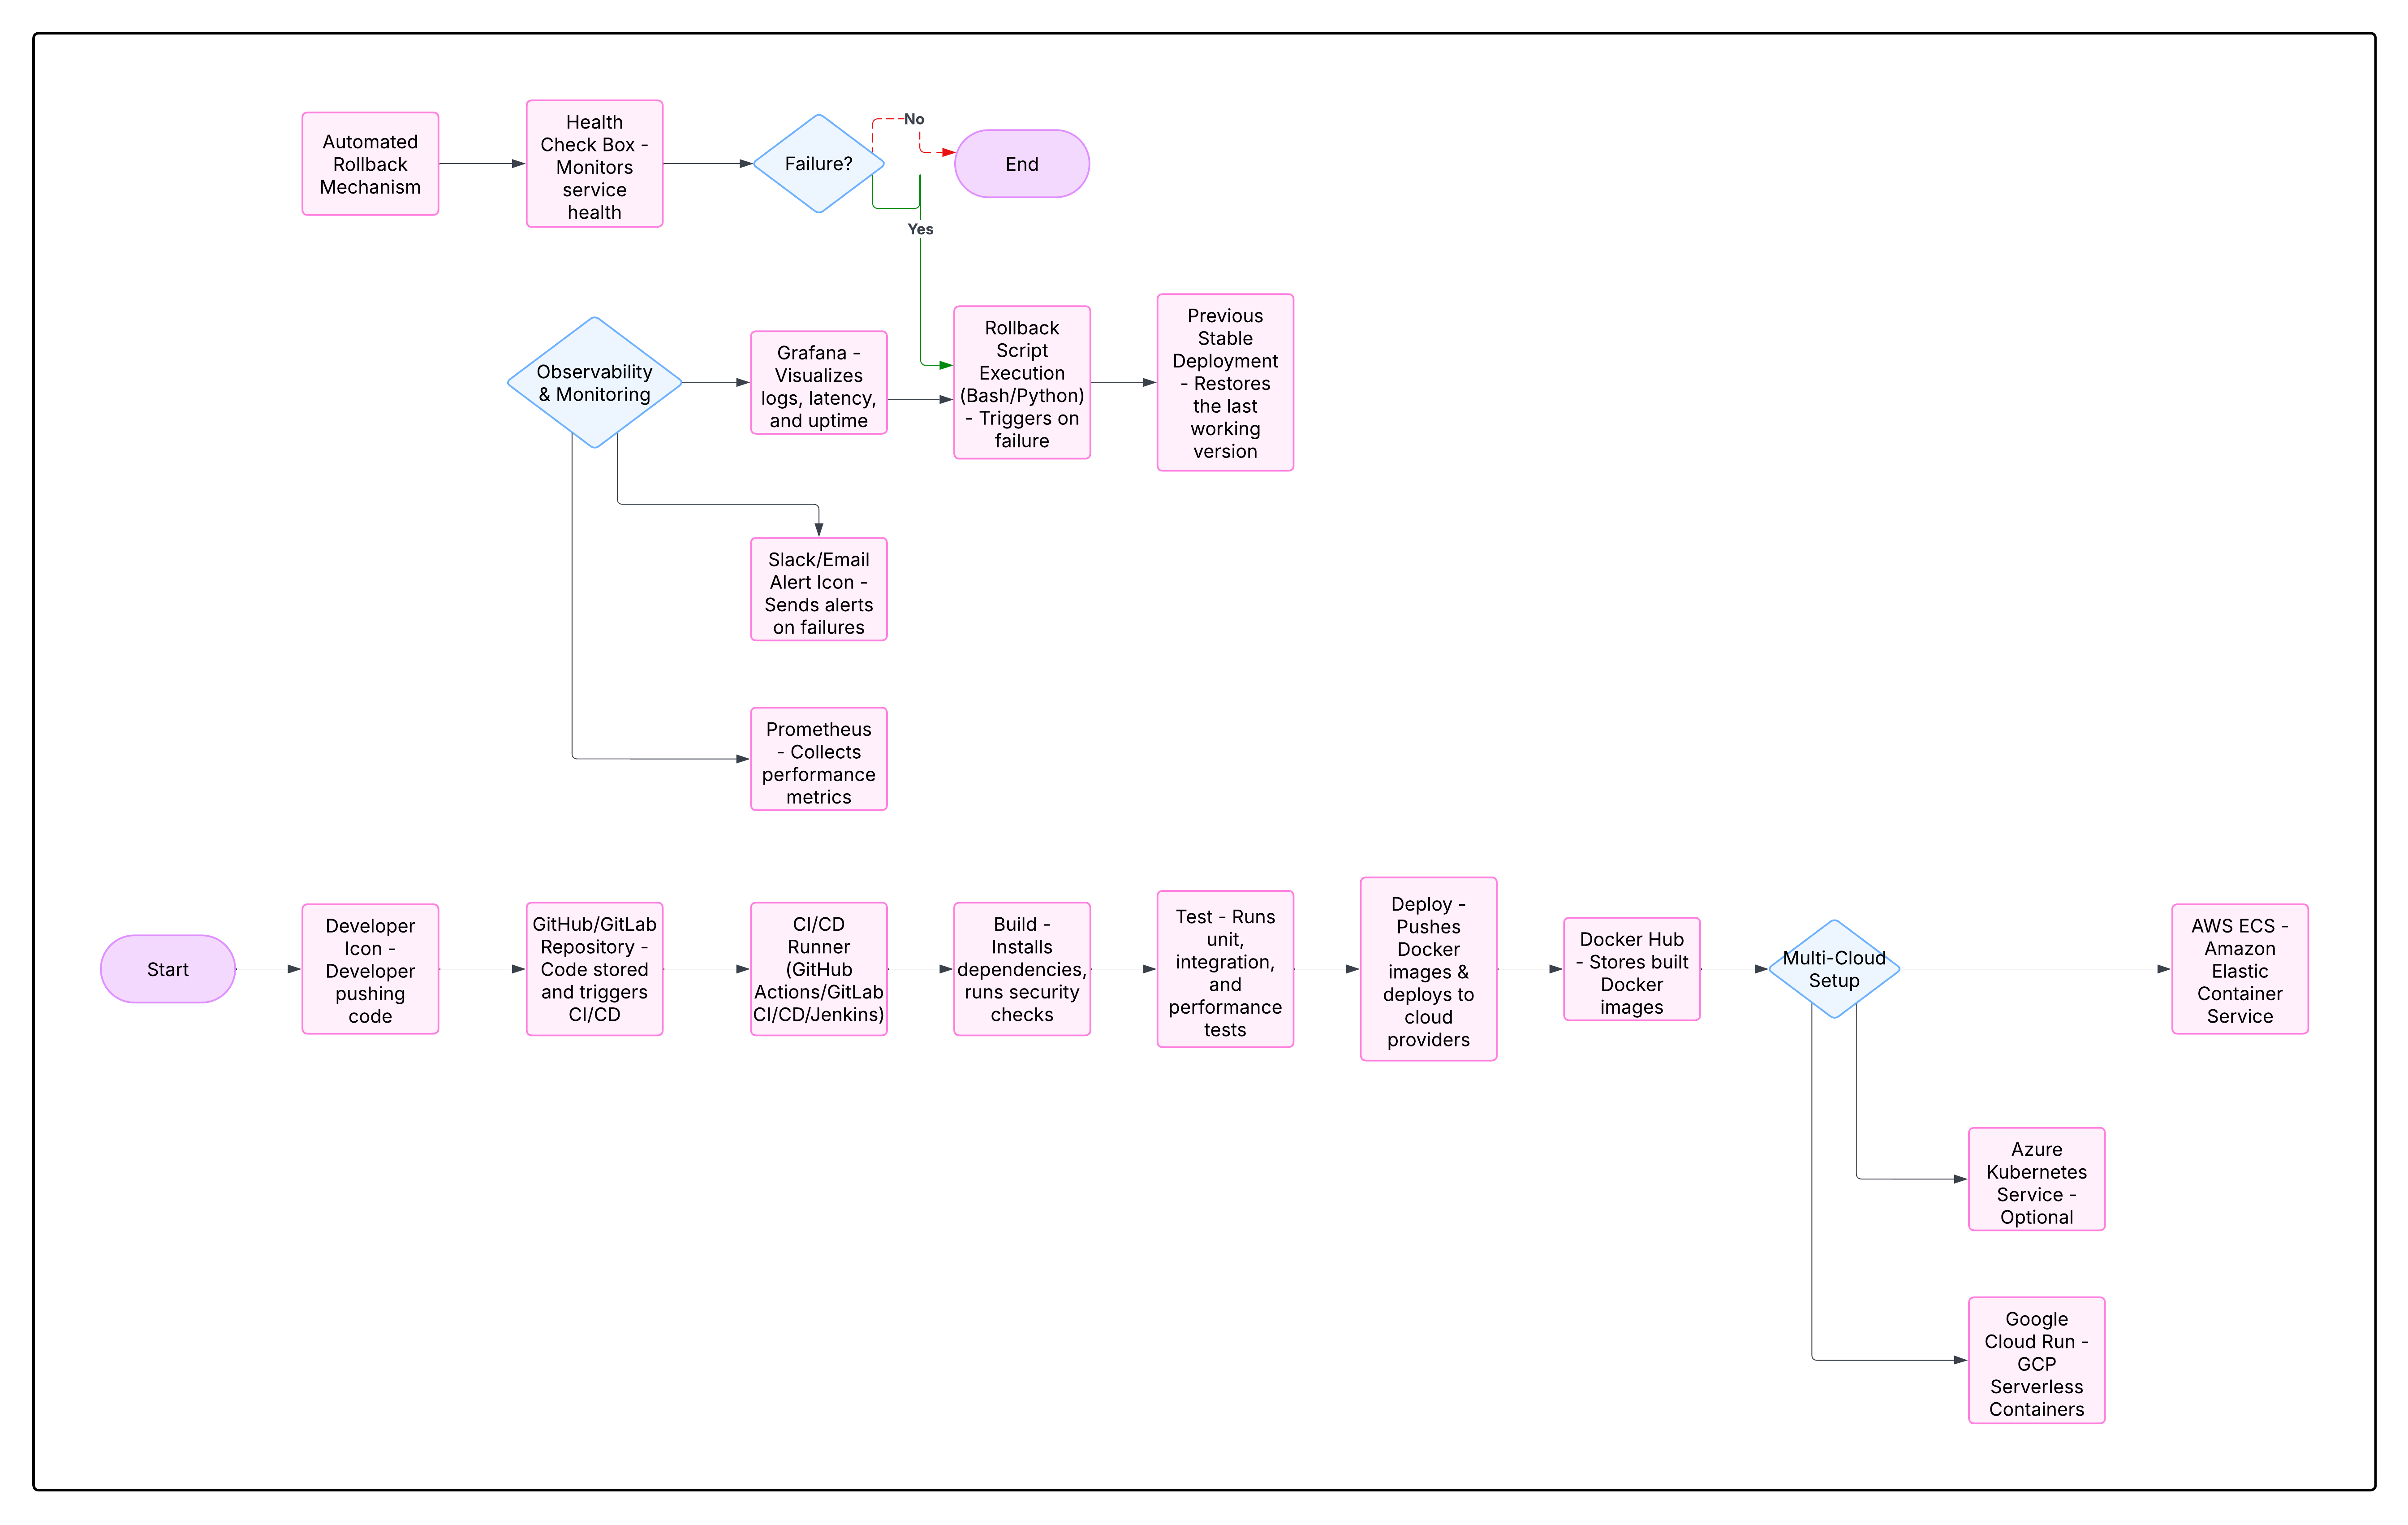 Automated
Rollback
Mechanism
Health
Check Box -
Monitors
service
health
Failure?
No
End
Yes
Observability
& Monitoring
Grafana -
Visualizes
logs, latency,
and uptime
Rollback
Script
Execution
(Bash/Python)
- Triggers on
failure
Previous
Stable
Deployment
- Restores
the last
working
version
Slack/Email
Alert Icon -
Sends alerts
on failures
Prometheus
- Collects
performance
metrics
Start
Developer
Icon -
Developer
pushing
code
GitHub/GitLab
Repository -
Code stored
and triggers
CI/CD
CI/CD
Runner
(GitHub
Actions/GitLab
CI/CD/Jenkins)
Build -
Installs
dependencies,
runs security
checks
Test - Runs
unit,
integration,
and
performance
tests
Deploy -
Pushes
Docker
images &
deploys to
cloud
providers
Docker Hub
- Stores built
Docker
images
Multi-Cloud
Setup
AWS ECS -
Amazon
Elastic
Container
Service
Azure
Kubernetes
Service -
Optional
Google
Cloud Run -
GCP
Serverless
Containers